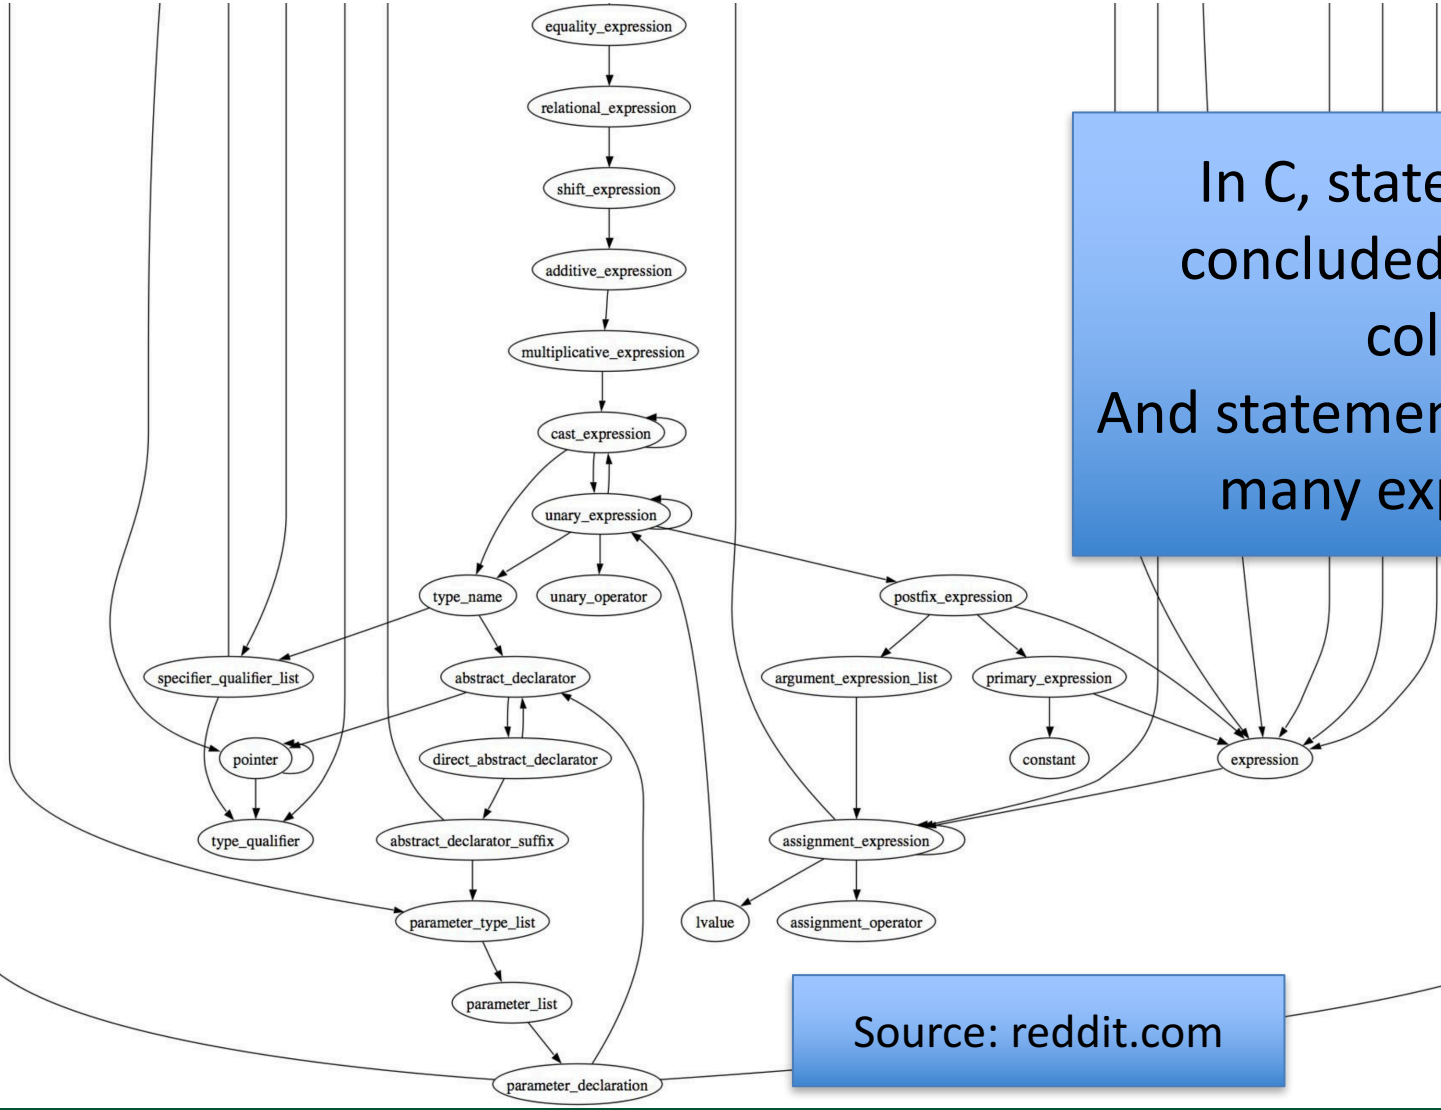 equality_expression
relational_expression
shift_expression
additive_expression
multiplicative_expression
cast_expression
unary_expression
type_name
unary_operator
postfix_expression
specifier_qualifier_list
abstract_declarator
argument_expression_list
primary_expression
pointer
direct_abstract_declarator
constant
expression
type_qualifier
abstract_declarator_suffix
assignment_expression
parameter_type_list
lvalue
assignment_operator
parameter_list
parameter_declaration
In C, state
concluded
col
And statemen
many exp
Source: reddit.com